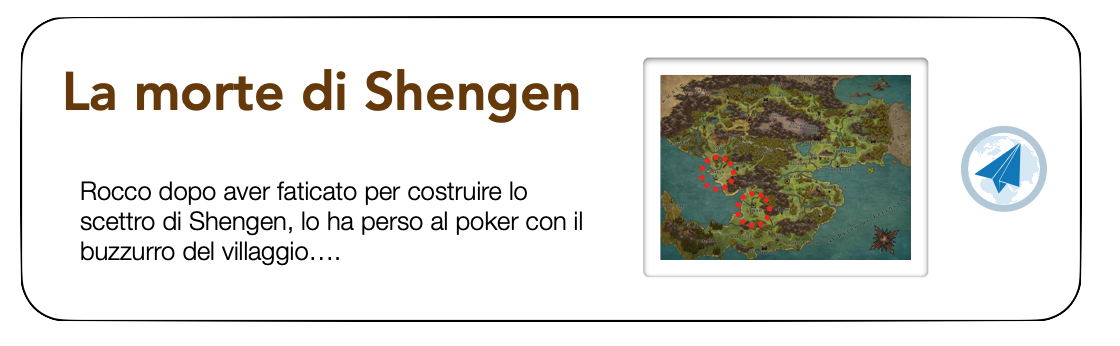 La morte di Shengen
Rocco dopo aver faticato per costruire lo
scettro di Shengen, lo ha perso al poker con il
buzzurro del villaggio….